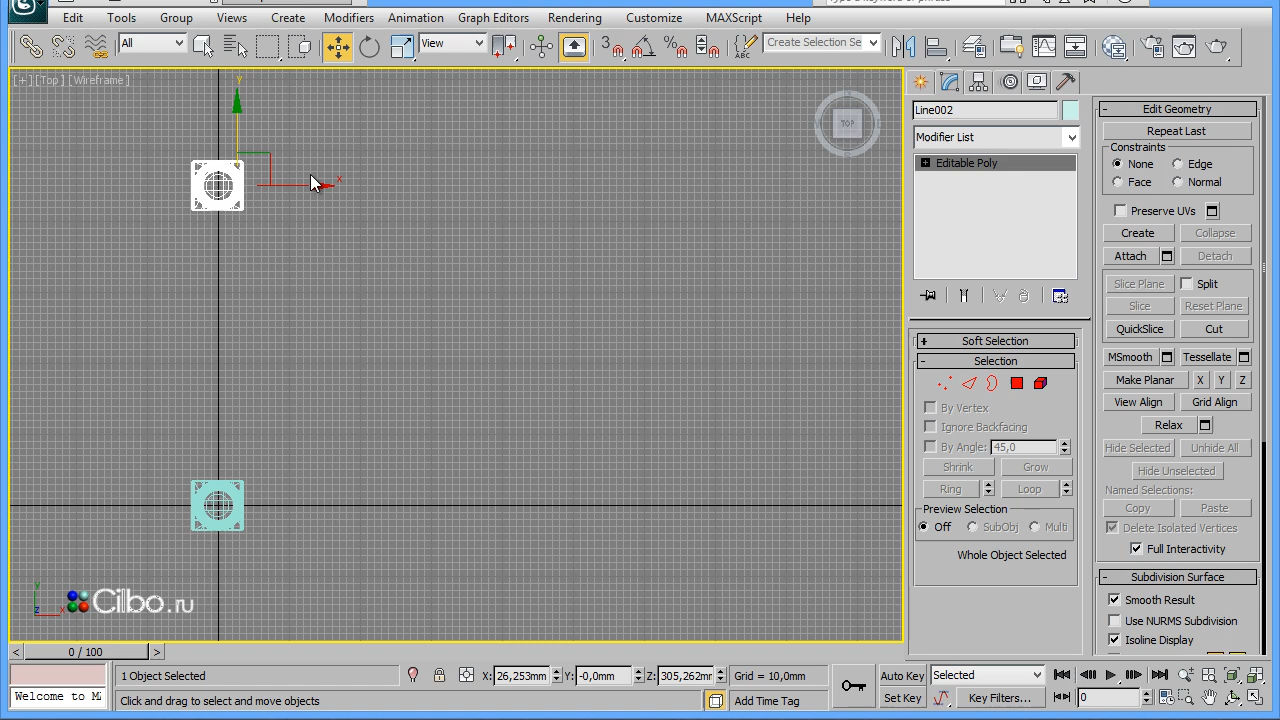 Edit Tools Group Views Create Modifiers Animation Graph Editors Rendering Customize MAXScript Help
All View 3 % Create Selection Se
[+][Top][Wireframe]
y
x
TOP
Line002
Modifier List
Editable Poly
Soft Selection
Selection
By Vertex
Ignore Backfacing
By Angle: 45,0
Shrink Grow
Ring Loop
Preview Selection
Off SubObj Multi
Whole Object Selected
Edit Geometry
Repeat Last
Constraints
None Edge
Face Normal
Preserve UVs
Create Collapse
Attach Detach
Slice Plane Split
Slice Reset Plane
QuickSlice Cut
MSmooth Tessellate
Make Planar X Y Z
View Align Grid Align
Relax
Hide Selected Unhide All
Hide Unselected
Named Selections:
Copy Paste
Delete Isolated Vertices
Full Interactivity
Subdivision Surface
Smooth Result
Use NURMS Subdivision
Isoline Display
y
z x
Cilbo.ru
< 0 / 100 >
1 Object Selected X: 26,253mm Y: -0,0mm Z: 305,262mm Grid = 10,0mm Auto Key Selected
Welcome to M Click and drag to select and move objects Add Time Tag Set Key Key Filters... 0